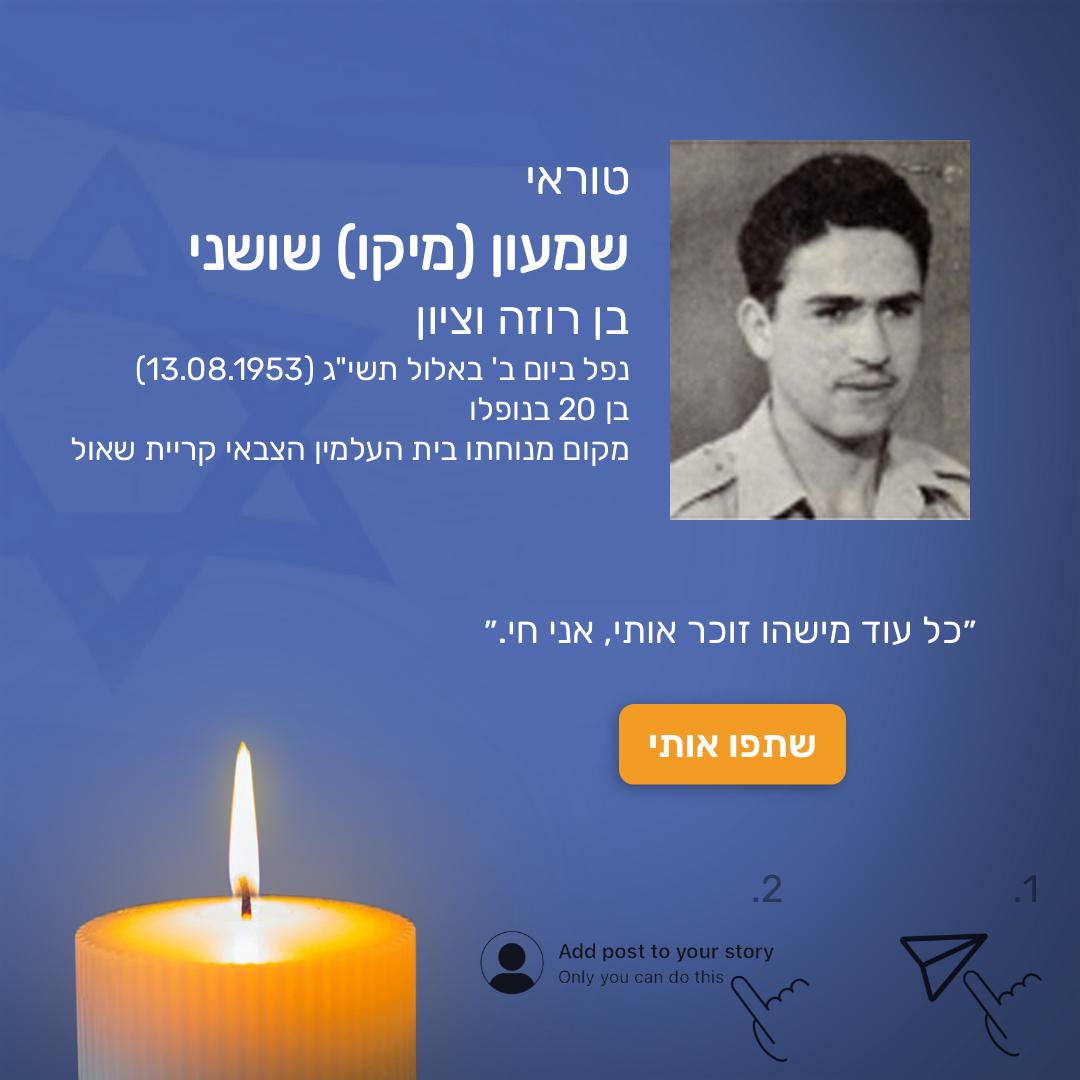 טוראי
שמעון (מיקו) שושני
בן רוזה וציון
נפל ביום ב' באלול תשי"ג (13.08.1953)
בן 20 בנופלו
מקום מנוחתו בית העלמין הצבאי קריית שאול
״כל עוד מישהו זוכר אותי, אני חי.״
שתפו אותי
1.
2.
Add post to your story
Only you can do this